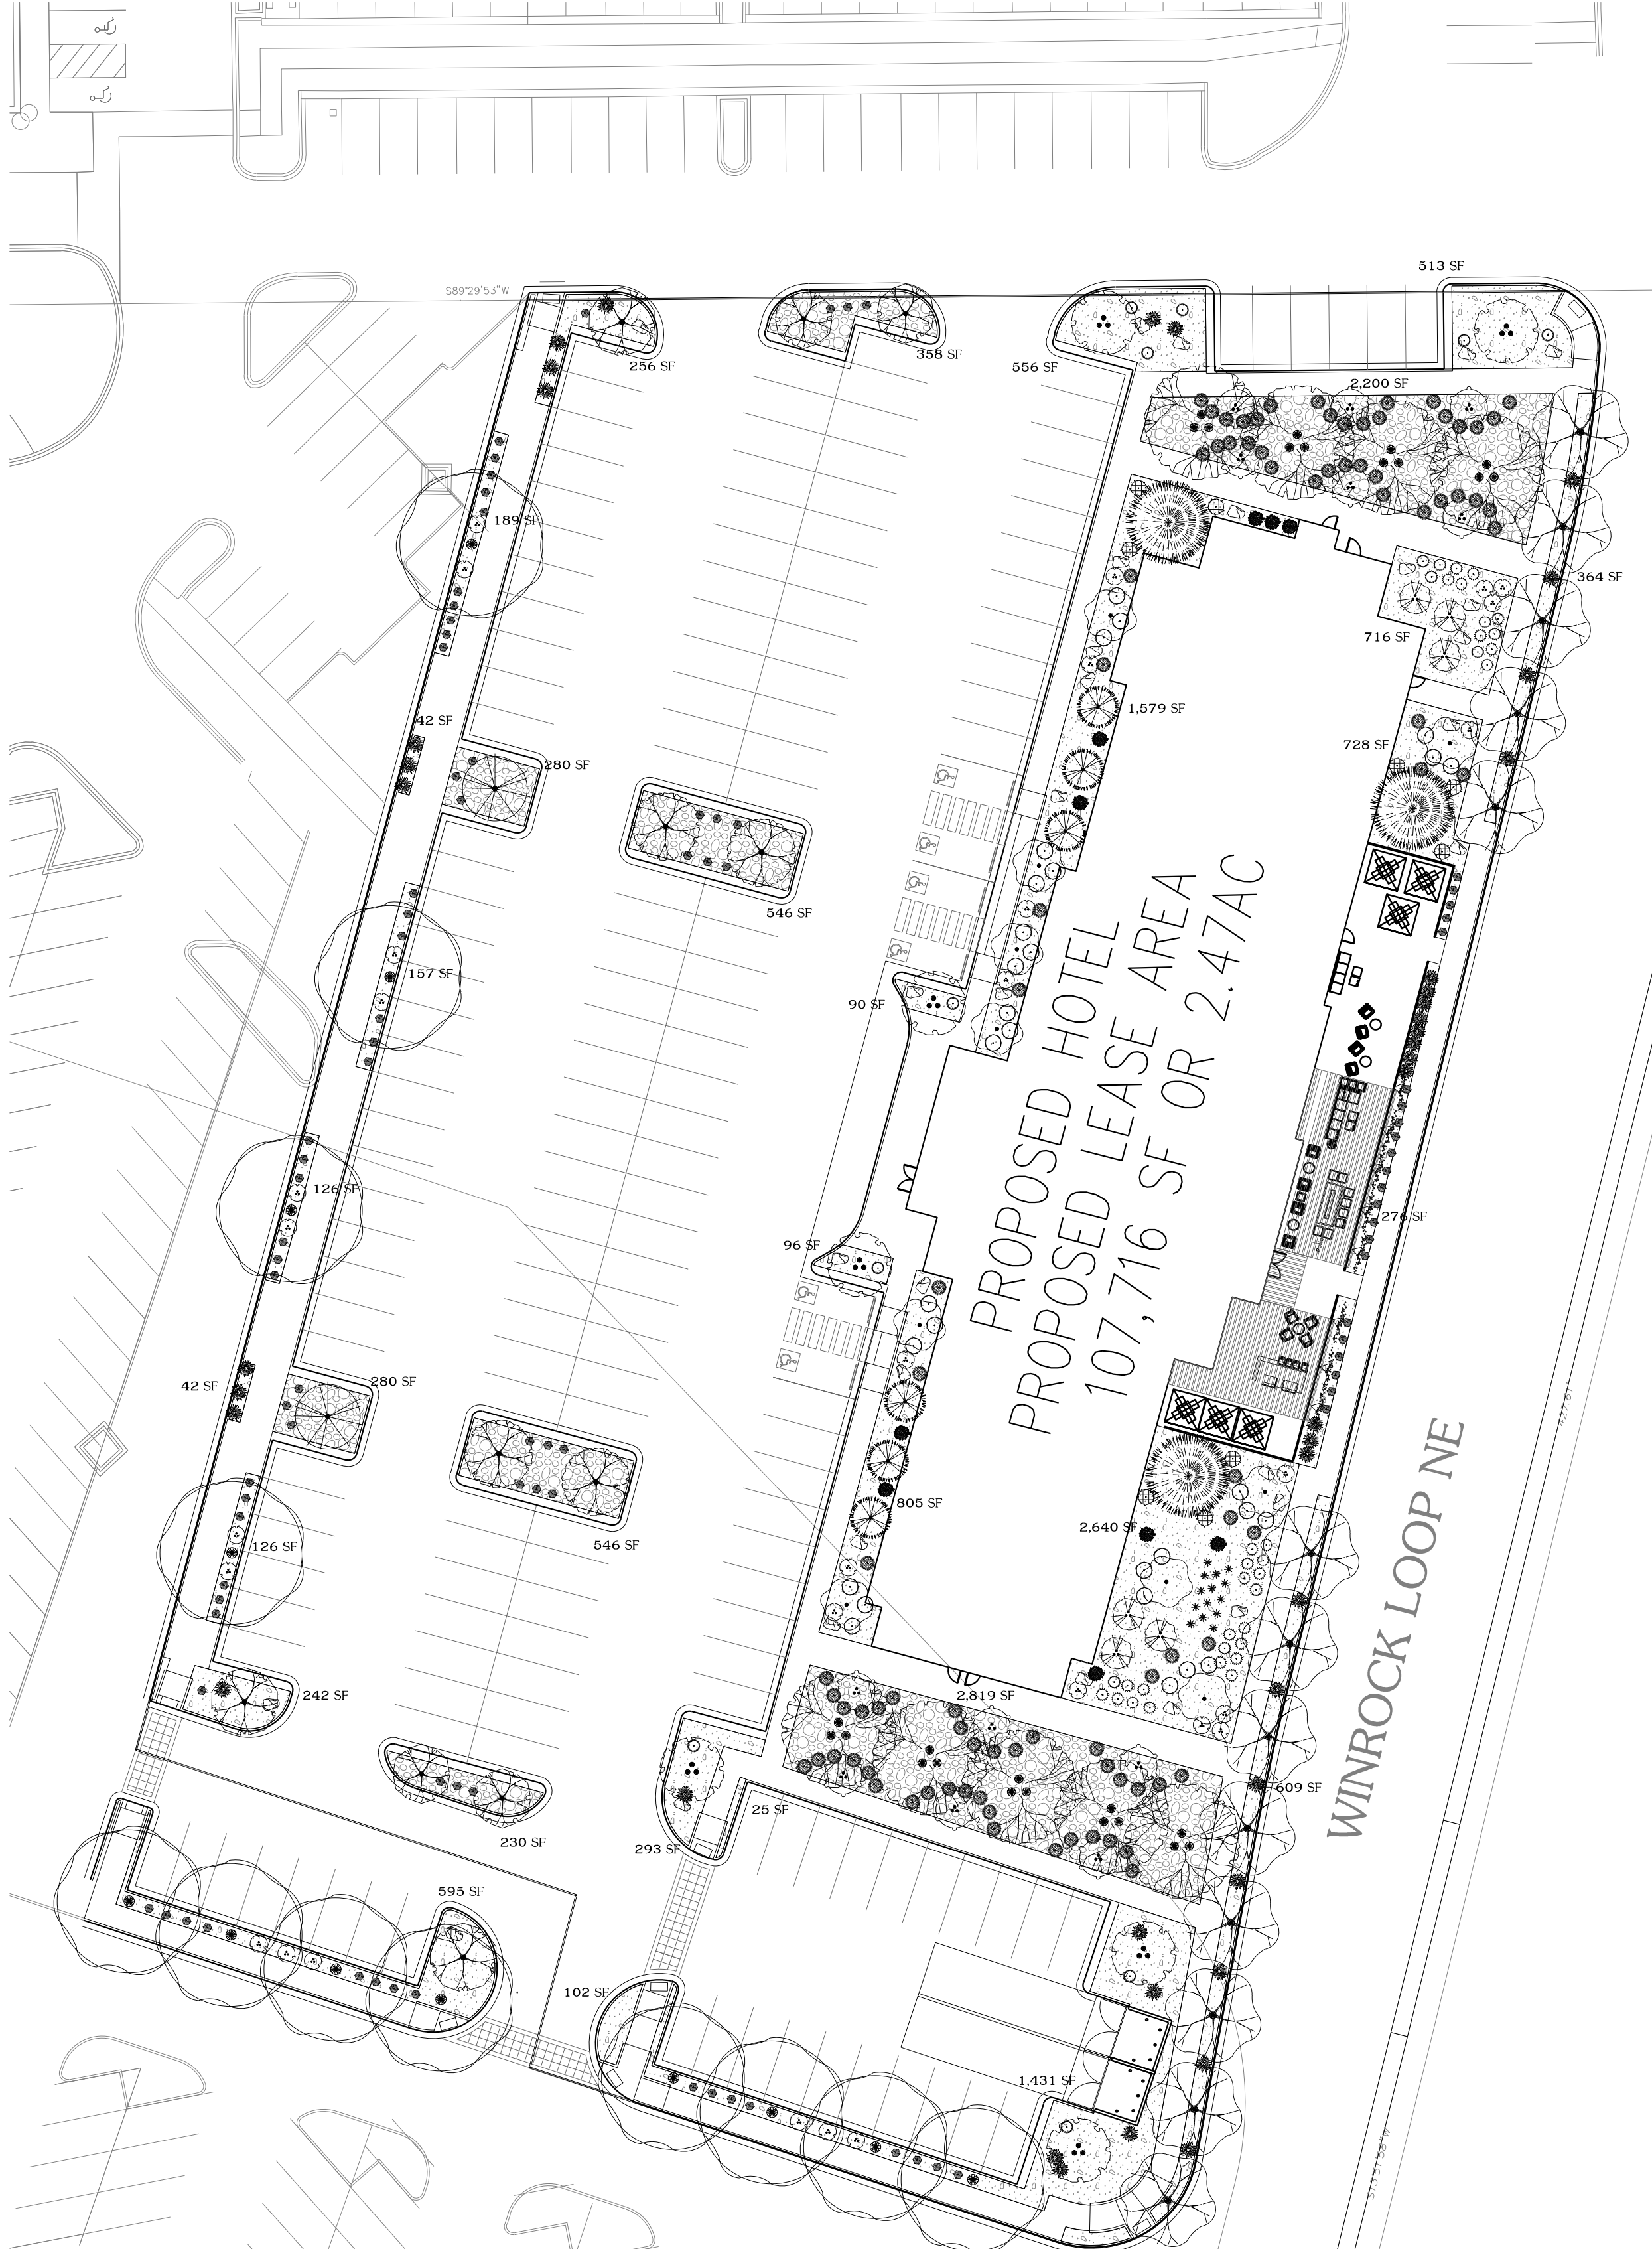 513 SF
S89°29'53"W
256 SF
358 SF
556 SF
2,200 SF
189 SF
364 SF
716 SF
42 SF
1,579 SF
728 SF
280 SF
546 SF
157 SF
90 SF
PROPOSED HOTEL
PROPOSED LEASE AREA
107,716 SF OR 2.47AC
126 SF
276 SF
96 SF
42 SF
280 SF
805 SF
2,640 SF
546 SF
126 SF
WINROCK LOOP NE
427.61'
242 SF
2,819 SF
609 SF
25 SF
230 SF
293 SF
595 SF
102 SF
1,431 SF